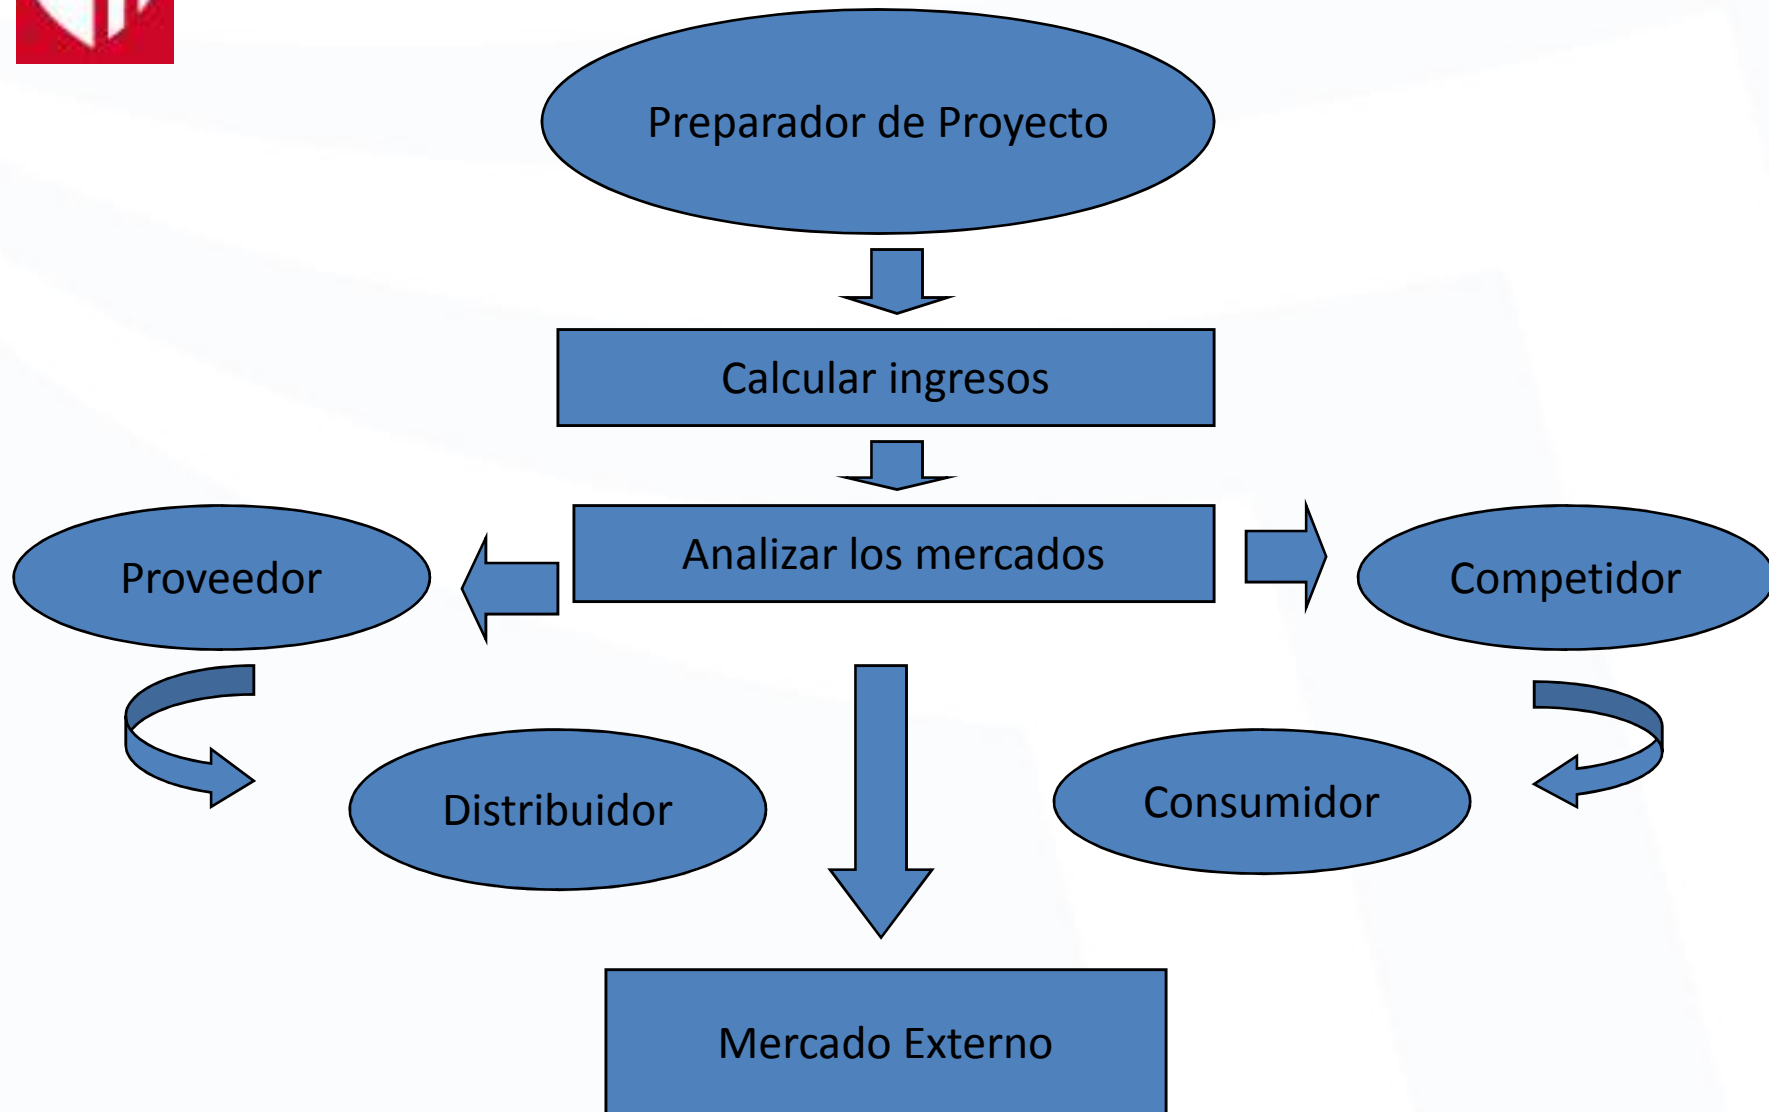 Preparador de Proyecto
Calcular ingresos
Analizar los mercados
Proveedor
Competidor
Distribuidor
Consumidor
Mercado Externo